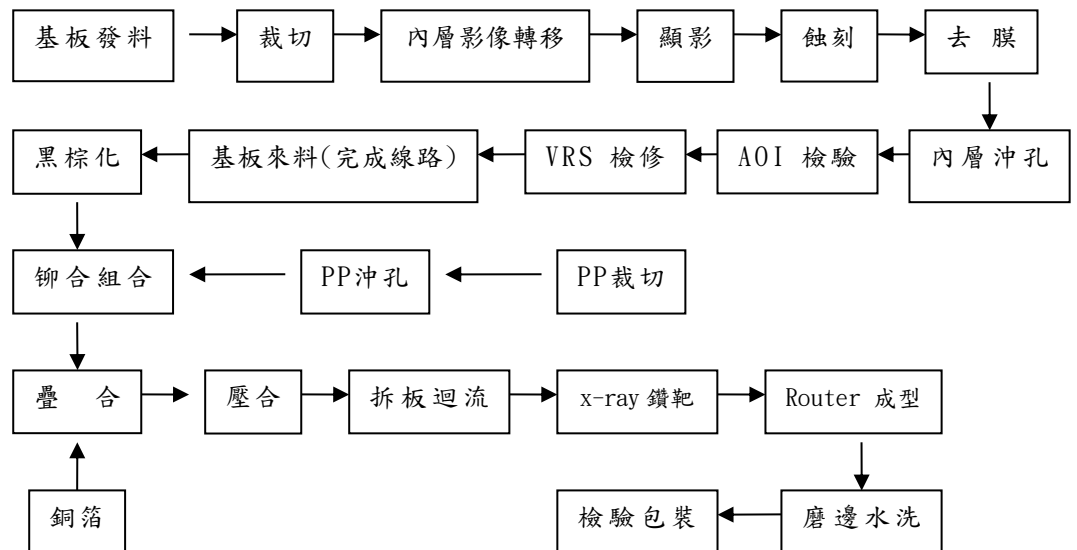 基板發料 裁切 內層影像轉移 顯影 蝕刻 去 膜
黑棕化 基板來料(完成線路) VRS 檢修 AOI 檢驗 內層沖孔
铆合組合 PP沖孔 PP裁切
疊 合 壓合 拆板迴流 x-ray 鑽靶 Router 成型
銅箔 檢驗包裝 磨邊水洗